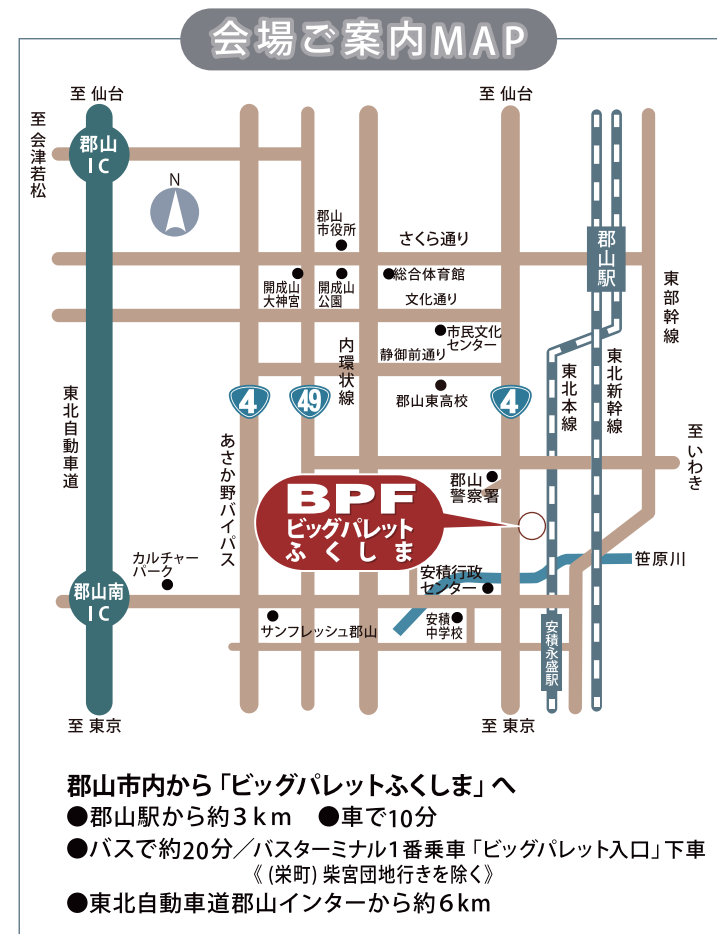 会場ご案内MAP
至 仙台
至 仙台
至 会津若松
郡山
IC
N
郡山
市役所
さくら通り
郡山駅
開成山
大神宮
開成山
公園
総合体育館
文化通り
東部幹線
市民文化
センター
内環状線
静御前通り
東北本線
東北新幹線
郡山東高校
4
49
4
東北自動車道
あさか野バイパス
至 いわき
郡山
警察署
BPF
ビッグパレット
ふくしま
カルチャー
パーク
笹原川
安積行政
センター
郡山南
IC
サンフレッシュ郡山
安積
中学校
安積永盛駅
至 東京
至 東京
郡山市内から「ビッグパレットふくしま」へ
●郡山駅から約3km ●車で10分
●バスで約20分／バスターミナル1番乗車「ビッグパレット入口」下車
《(栄町) 柴宮団地行きを除く》
●東北自動車道郡山インターから約6km